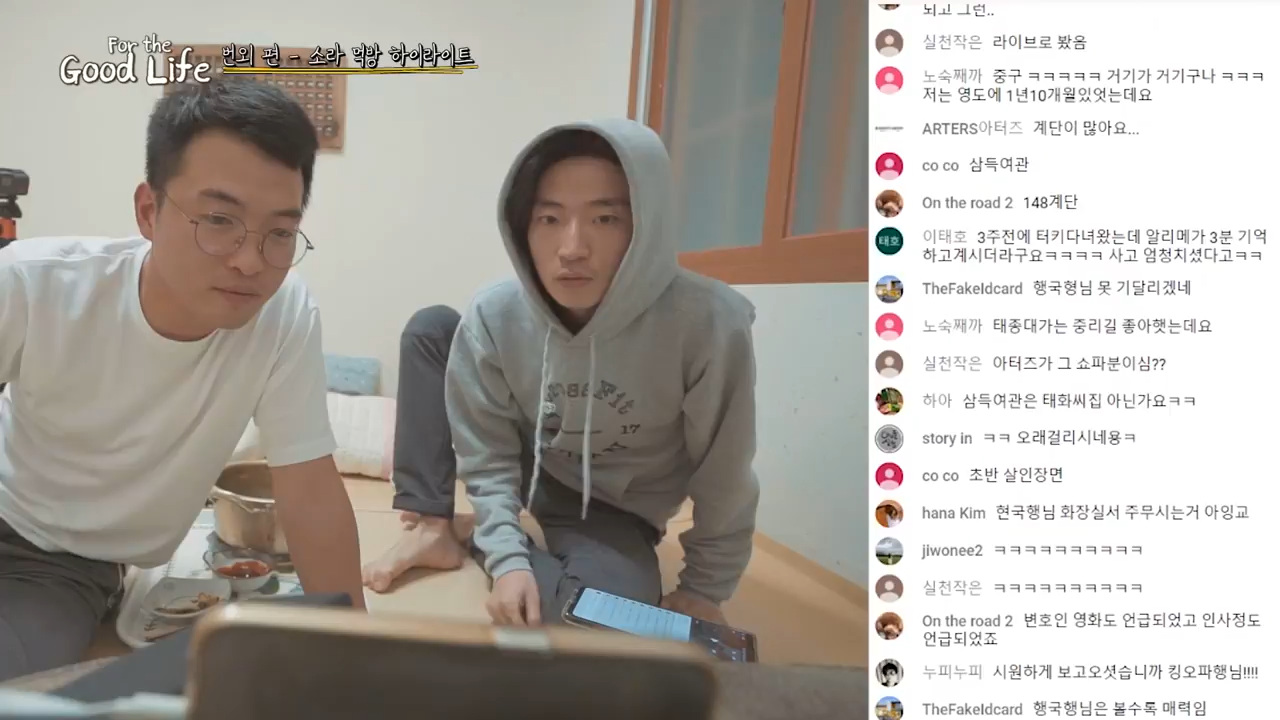 For the
Good Life
번외 편 - 소라 먹방 하이라이트
17
되고 그런..
실천작은 라이브로 봤음
노숙째까 중구 ㅋㅋㅋㅋㅋ 거기가 거기구나 ㅋㅋㅋ
저는 영도에 1년10개월있엇는데요
ARTERS아터즈 계단이 많아요...
co co 삼득여관
On the road 2 148계단
태호
이태호 3주전에 터키다녀왔는데 알리메가 3분 기억
하고계시더라구요ㅋㅋㅋㅋ 사고 엄청치셨다고ㅋㅋ
TheFakeIdcard 행국형님 못 기달리겠네
노숙째까 태종대가는 중리길 좋아햇는데요
실천작은 아터즈가 그 쇼파분이심??
하아 삼득여관은 태화씨집 아닌가요ㅋㅋ
story in ㅋㅋ 오래걸리시네용ㅋ
co co 초반 살인장면
hana Kim 현국행님 화장실서 주무시는거 아잉교
jiwonee2 ㅋㅋㅋㅋㅋㅋㅋㅋㅋㅋ
실천작은 ㅋㅋㅋㅋㅋㅋㅋㅋㅋㅋ
On the road 2 변호인 영화도 언급되었고 인사정도
언급되었죠
누피누피 시원하게 보고오셧습니까 킹오파행님!!!!
TheFakeIdcard 행국행님은 볼수록 매력임